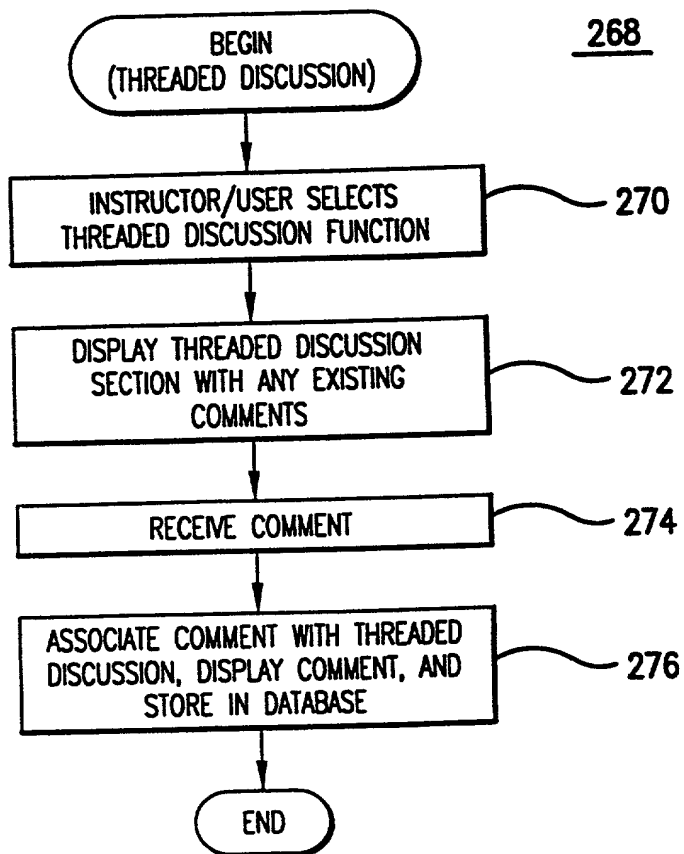 BEGIN
(THREADED DISCUSSION)
268
INSTRUCTOR/USER SELECTS
THREADED DISCUSSION FUNCTION
270
DISPLAY THREADED DISCUSSION
SECTION WITH ANY EXISTING
COMMENTS
272
RECEIVE COMMENT
274
ASSOCIATE COMMENT WITH THREADED
DISCUSSION, DISPLAY COMMENT, AND
STORE IN DATABASE
276
END